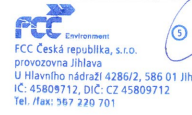 FCC
Environment
5
FCC Česká republika, s.r.o.
provozovna Jihlava
U Hlavního nádraží 4286/2, 586 01 Jih
IČ: 45809712, DIČ: CZ 45809712
Tel. /fax: 567 220 701